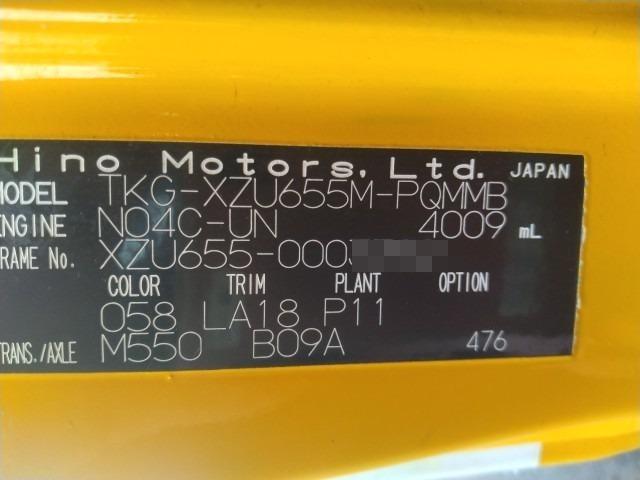 Hino Motors, Ltd. JAPAN
MODEL TKG-XZU655M-PQMMB
ENGINE N04C-UN 4009 mL
FRAME No. XZU655-000
COLOR TRIM PLANT OPTION
058 LA18 P11
TRANS./AXLE M550 B09A 476